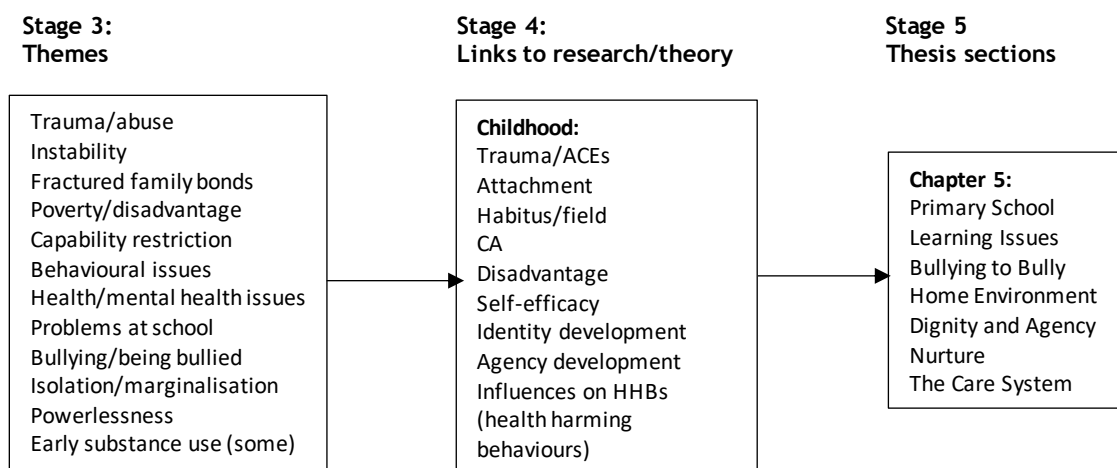 Stage 3:
Themes
Stage 4:
Links to research/theory
Stage 5
Thesis sections
Trauma/abuse
Instability
Fractured family bonds
Poverty/disadvantage
Capability restriction
Behavioural issues
Health/mental health issues
Problems at school
Bullying/being bullied
Isolation/marginalisation
Powerlessness
Early substance use (some)
Childhood:
Trauma/ACEs
Attachment
Habitus/field
CA
Disadvantage
Self-efficacy
Identity development
Agency development
Influences on HHBs
(health harming
behaviours)
Chapter 5:
Primary School
Learning Issues
Bullying to Bully
Home Environment
Dignity and Agency
Nurture
The Care System